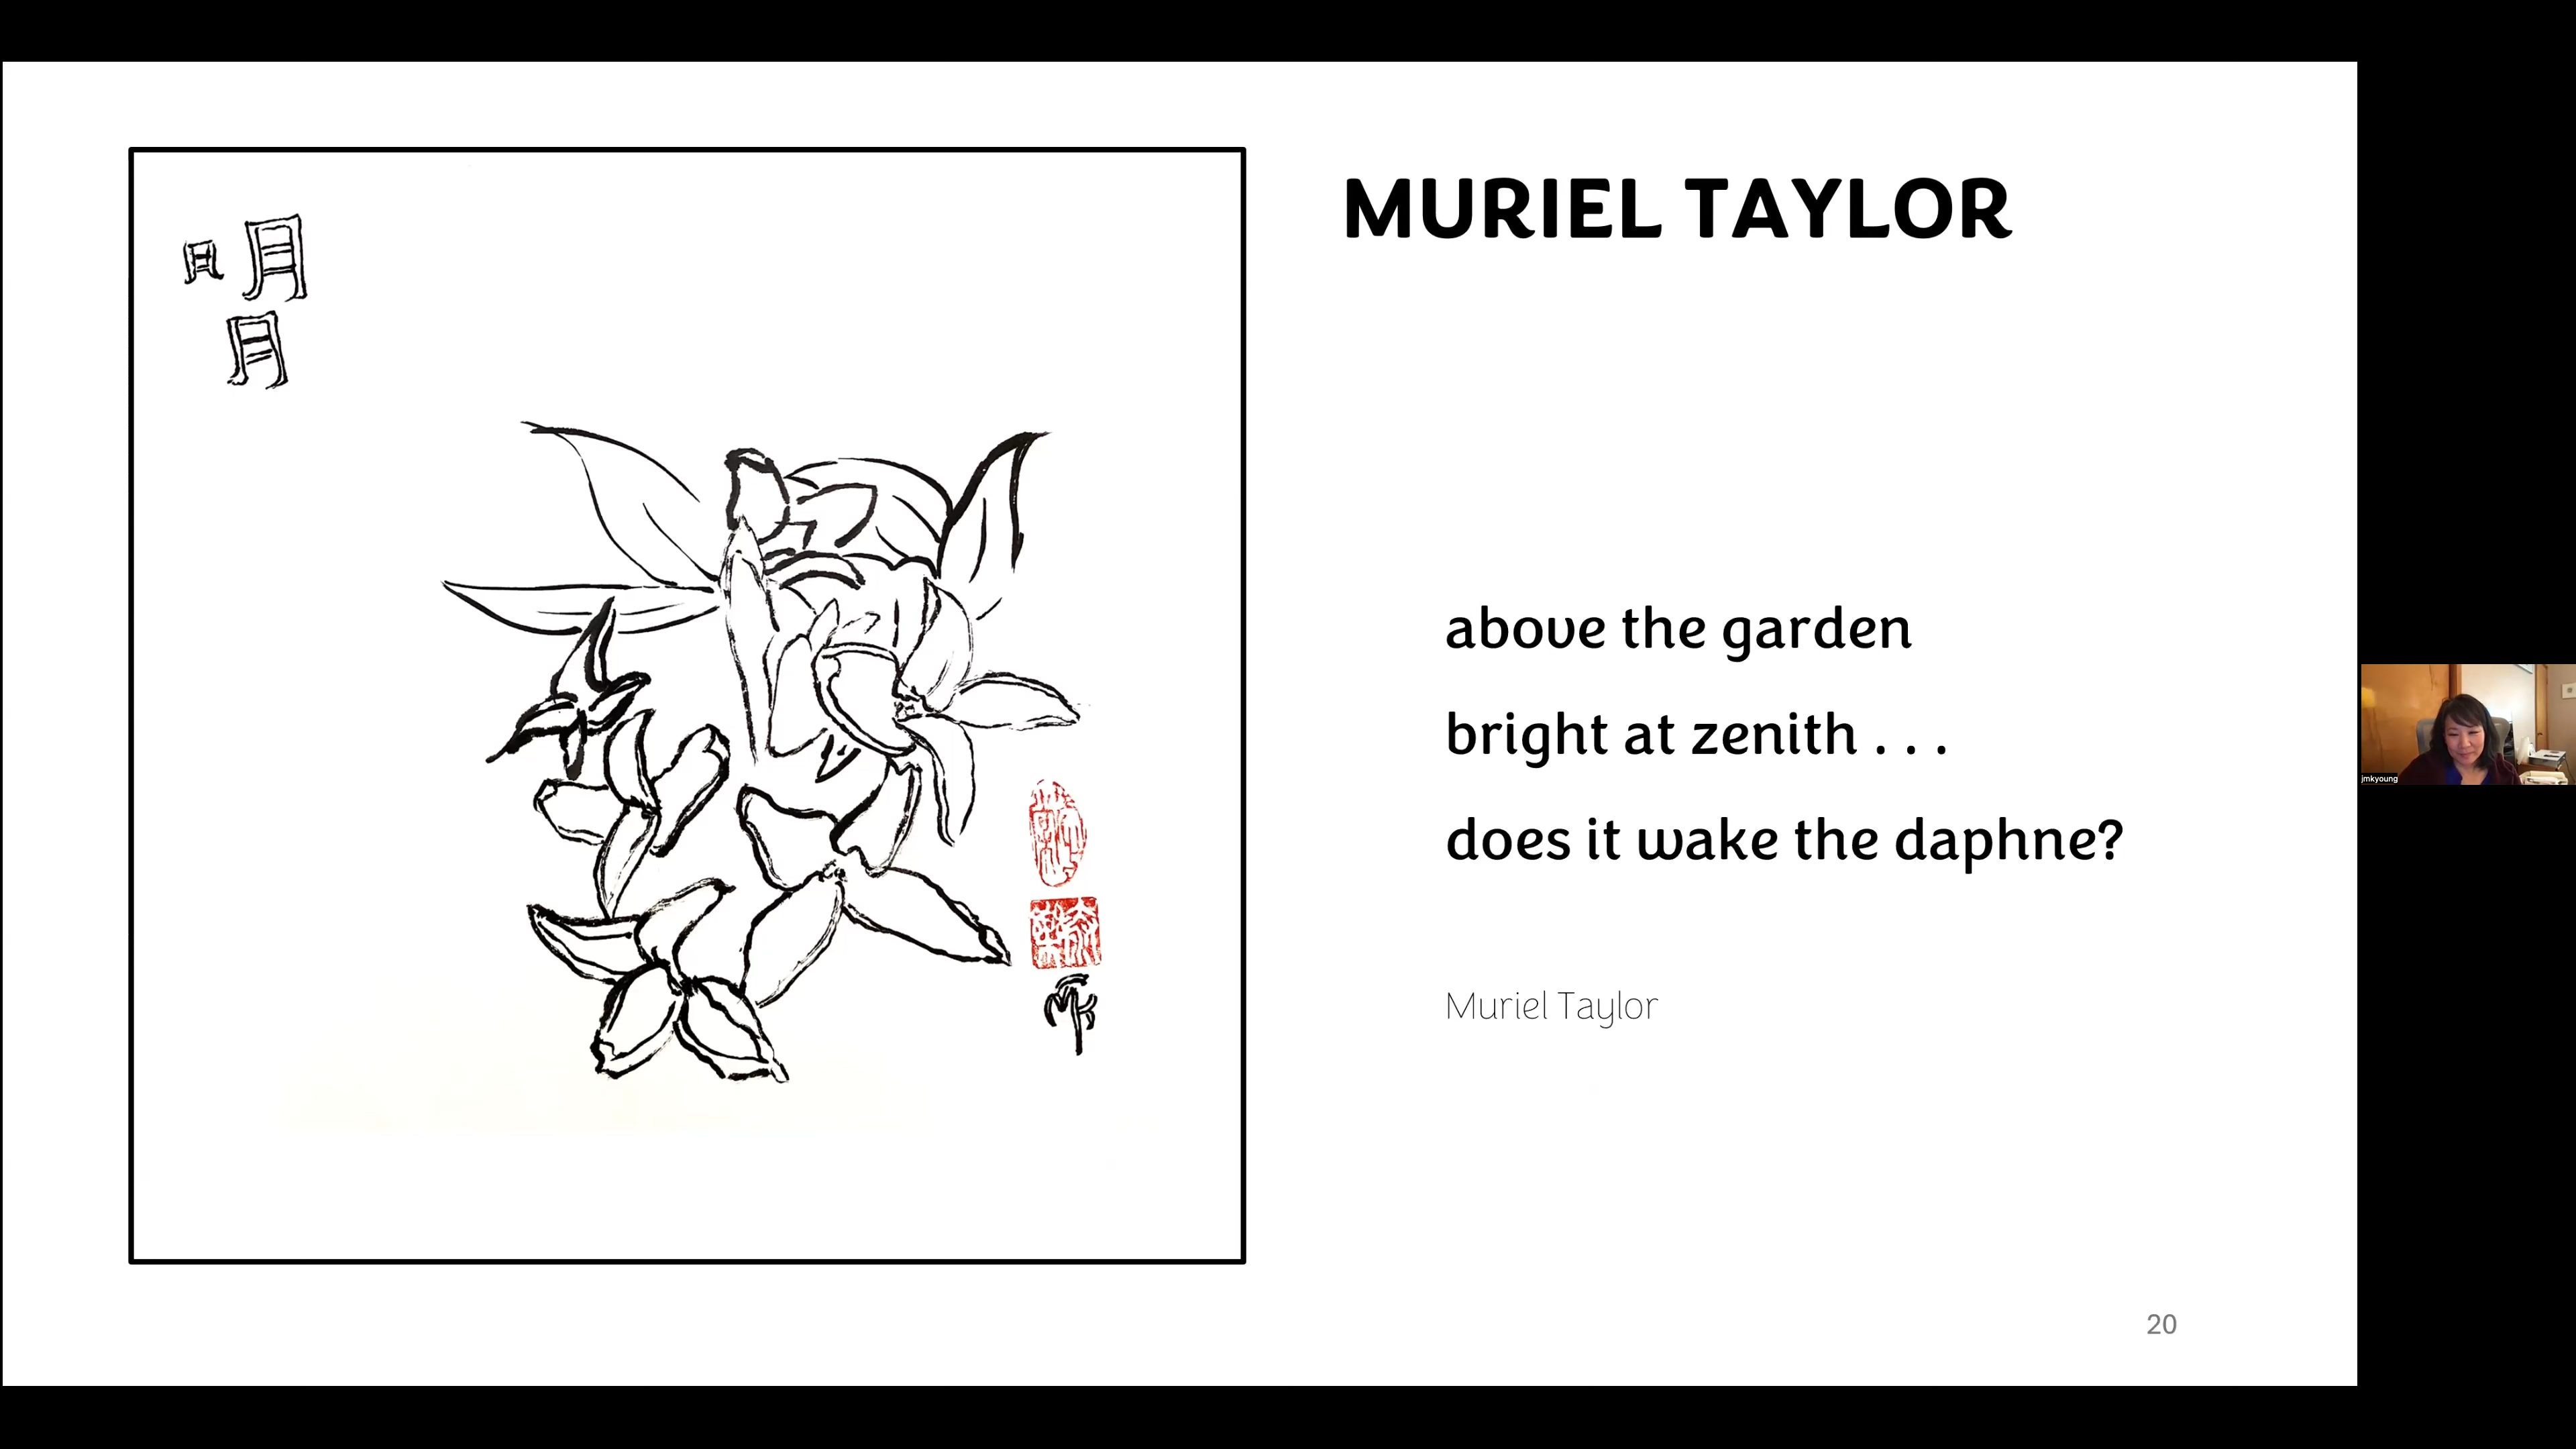 明
月
MURIEL TAYLOR
above the garden
bright at zenith . . .
does it wake the daphne?
Muriel Taylor
20
jmkyoung